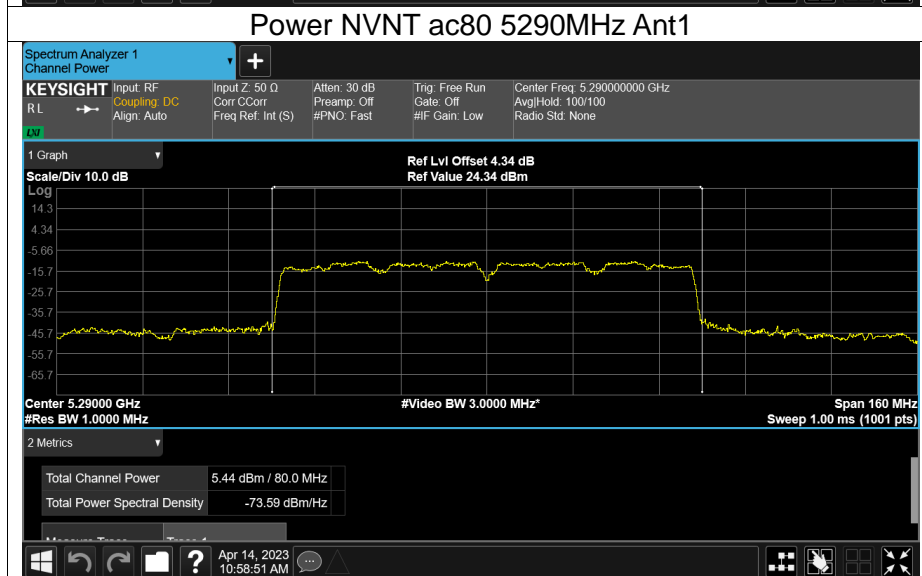 Power NVNT ac80 5290MHz Ant1
Spectrum Analyzer 1
Channel Power
KEYSIGHT
R L
LXI
Input: RF
Coupling: DC
Align: Auto
Input Z: 50 Ω
Corr CCorr
Freq Ref: Int (S)
Atten: 30 dB
Preamp: Off
#PNO: Fast
Trig: Free Run
Gate: Off
#IF Gain: Low
Center Freq: 5.290000000 GHz
Avg|Hold: 100/100
Radio Std: None
1 Graph
Scale/Div 10.0 dB
Ref Lvl Offset 4.34 dB
Ref Value 24.34 dBm
Log
14.3
4.34
-5.66
-15.7
-25.7
-35.7
-45.7
-55.7
-65.7
Center 5.29000 GHz
#Res BW 1.0000 MHz
#Video BW 3.0000 MHz*
Span 160 MHz
Sweep 1.00 ms (1001 pts)
2 Metrics
Total Channel Power 5.44 dBm / 80.0 MHz
Total Power Spectral Density -73.59 dBm/Hz
Apr 14, 2023
10:58:51 AM